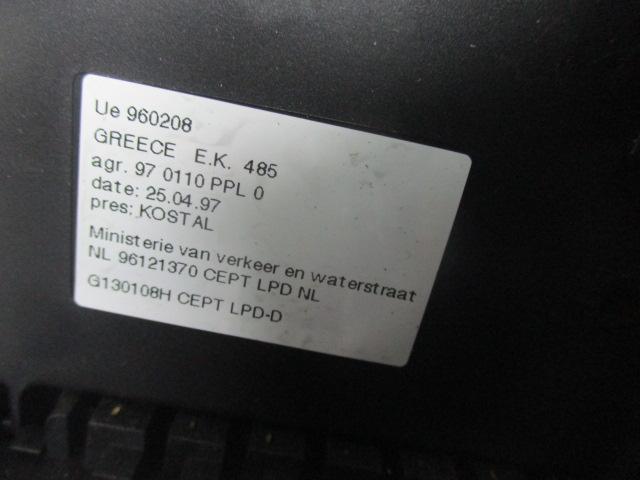 Ue 960208
GREECE E.K. 485
agr. 97 0110 PPL 0
date: 25.04.97
pres: KOSTAL
Ministerie van verkeer en waterstraat
NL 96121370 CEPT LPD NL
G130108H CEPT LPD-D